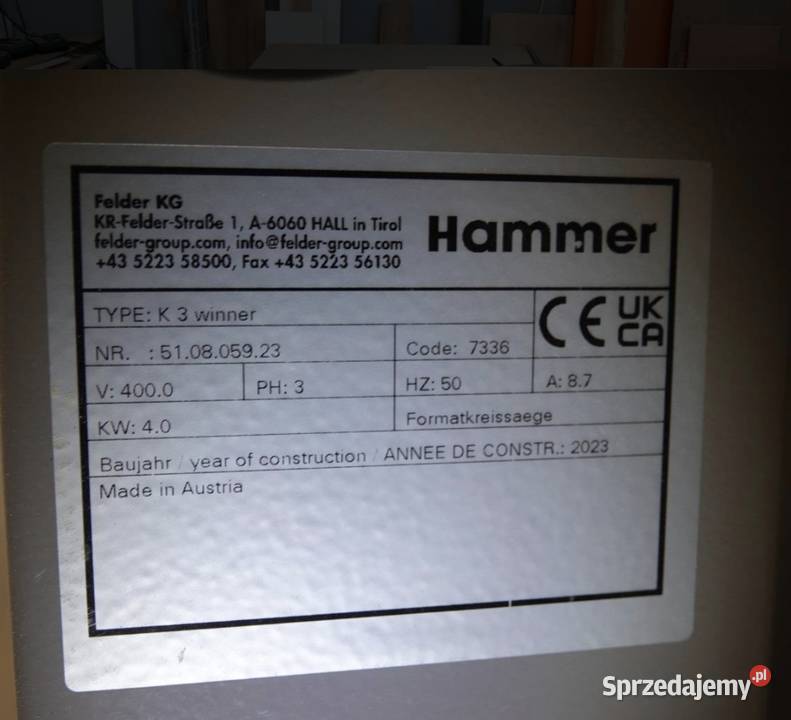 Felder KG
KR-Felder-Straße 1, A-6060 HALL in Tirol
felder-group.com, info@felder-group.com
+43 5223 58500, Fax +43 5223 56130
Hammer
TYPE: K 3 winner
CE UK CA
NR. : 51.08.059.23
Code: 7336
V: 400.0
PH: 3
HZ: 50
A: 8.7
KW: 4.0
Formatkreissaege
Baujahr / year of construction / ANNEE DE CONSTR.: 2023
Made in Austria
Sprzedajemy.pl